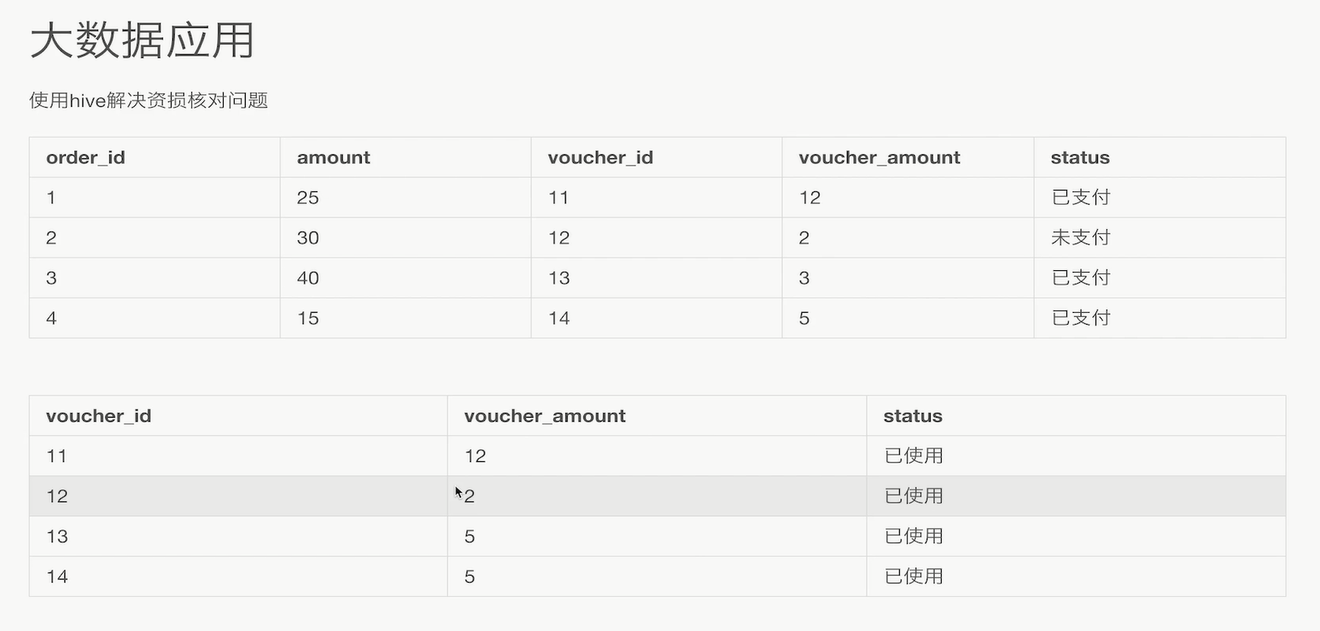 大数据应用
使用hive解决资损核对问题
order_id amount voucher_id voucher_amount status
1 25 11 12 已支付
2 30 12 2 未支付
3 40 13 3 已支付
4 15 14 5 已支付
voucher_id voucher_amount status
11 12 已使用
12 2 已使用
13 5 已使用
14 5 已使用